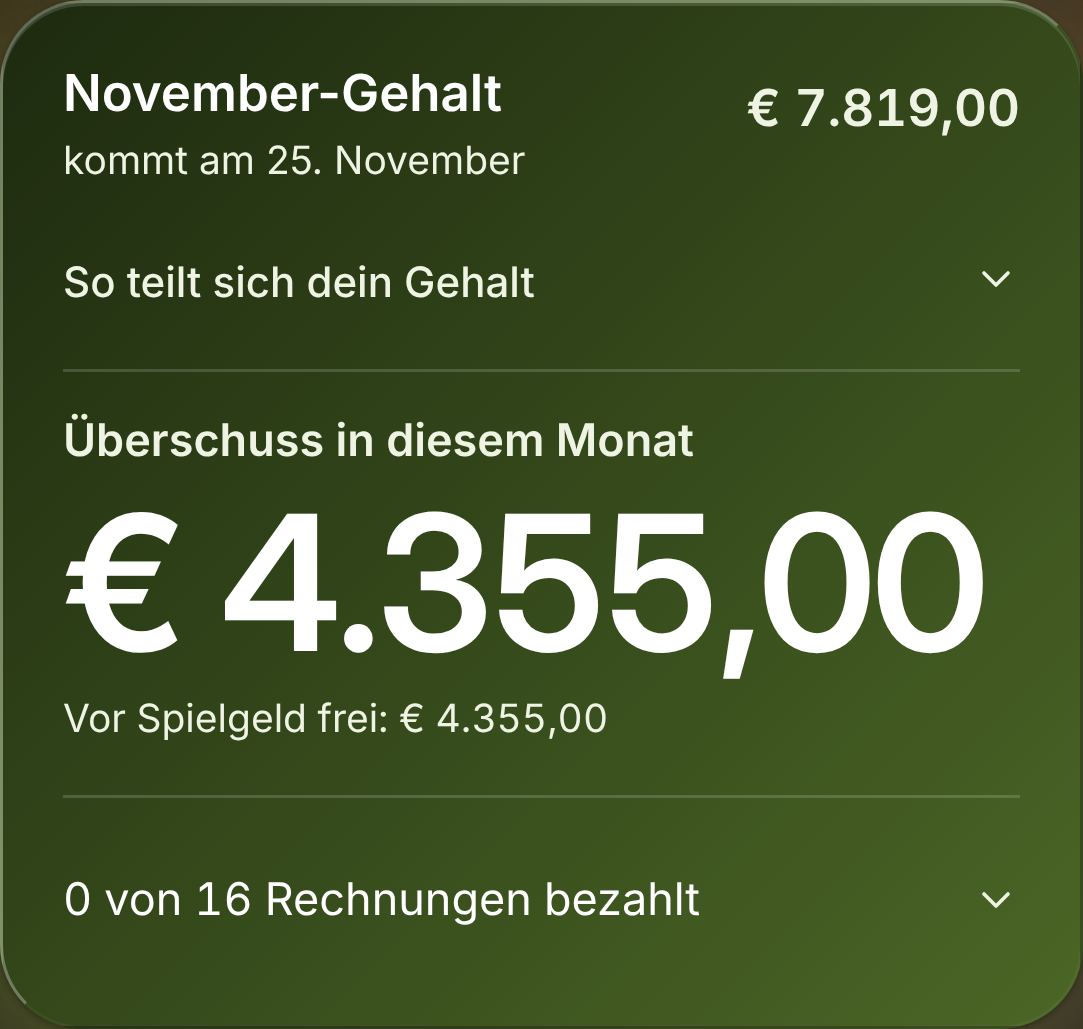 November-Gehalt
€ 7.819,00
kommt am 25. November
So teilt sich dein Gehalt
Überschuss in diesem Monat
€ 4.355,00
Vor Spielgeld frei: € 4.355,00
0 von 16 Rechnungen bezahlt